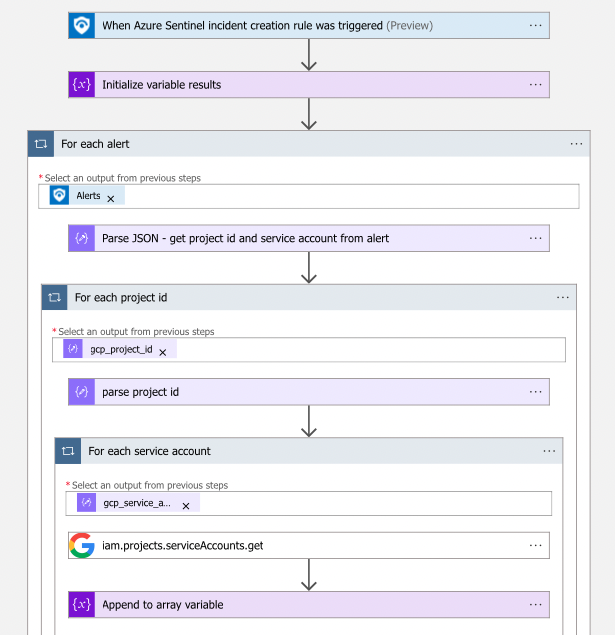 When Azure Sentinel incident creation rule was triggered (Preview)
{x} Initialize variable results
For each alert
*Select an output from previous steps
Alerts ×
Parse JSON - get project id and service account from alert
For each project id
*Select an output from previous steps
gcp_project_id ×
parse project id
For each service account
*Select an output from previous steps
gcp_service_a... ×
iam.projects.serviceAccounts.get
{x} Append to array variable